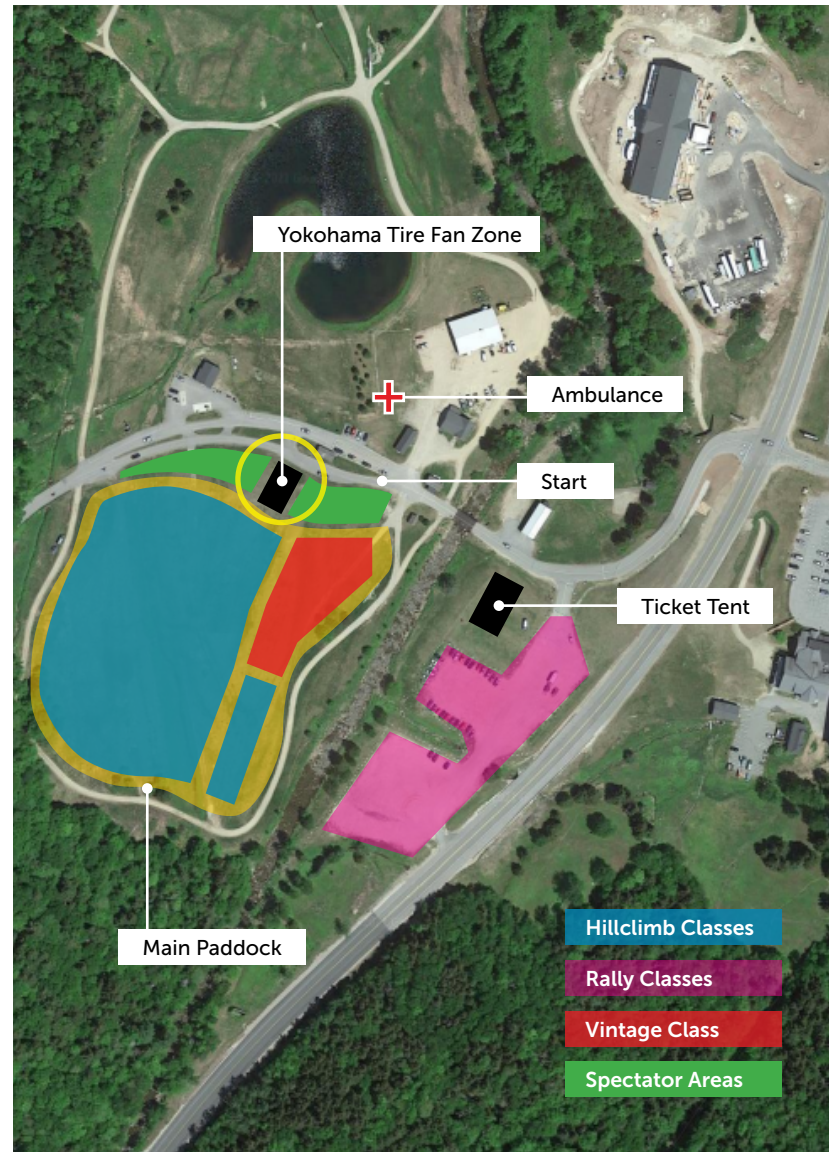 Yokohama Tire Fan Zone
Ambulance
Start
Ticket Tent
Main Paddock
Hillclimb Classes
Rally Classes
Vintage Class
Spectator Areas